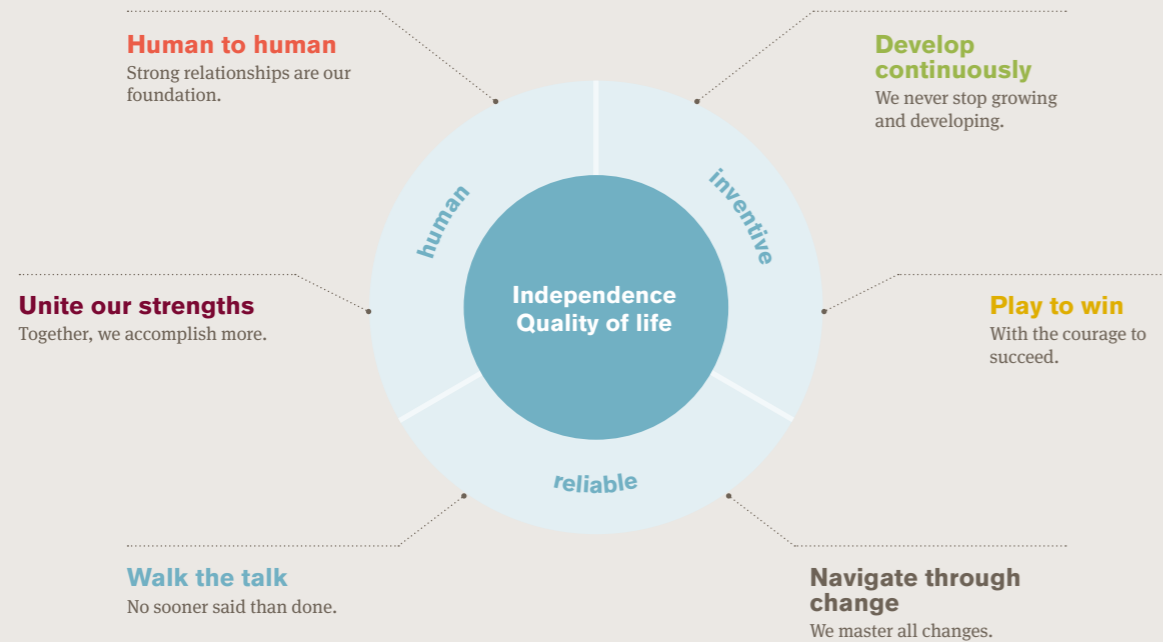 Human to human
Strong relationships are our
foundation.
Develop
continuously
We never stop growing
and developing.
human
inventive
Independence
Quality of life
Unite our strengths
Together, we accomplish more.
Play to win
With the courage to
succeed.
reliable
Walk the talk
No sooner said than done.
Navigate through
change
We master all changes.